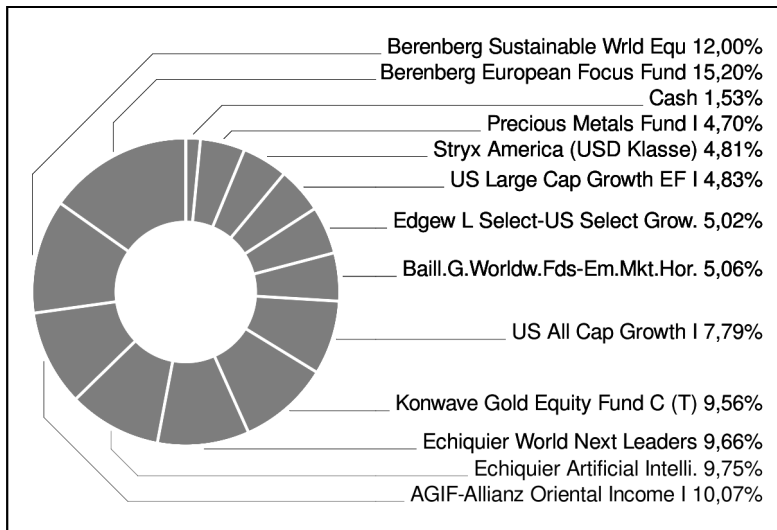 Berenberg Sustainable Wrld Equ 12,00%
Berenberg European Focus Fund 15,20%
Cash 1,53%
Precious Metals Fund I 4,70%
Stryx America (USD Klasse) 4,81%
US Large Cap Growth EF I 4,83%
Edgew L Select-US Select Grow. 5,02%
Baill.G.Worldw.Fds-Em.Mkt.Hor. 5,06%
US All Cap Growth I 7,79%
Konwave Gold Equity Fund C (T) 9,56%
Echiquier World Next Leaders 9,66%
Echiquier Artificial Intelli. 9,75%
AGIF-Allianz Oriental Income I 10,07%